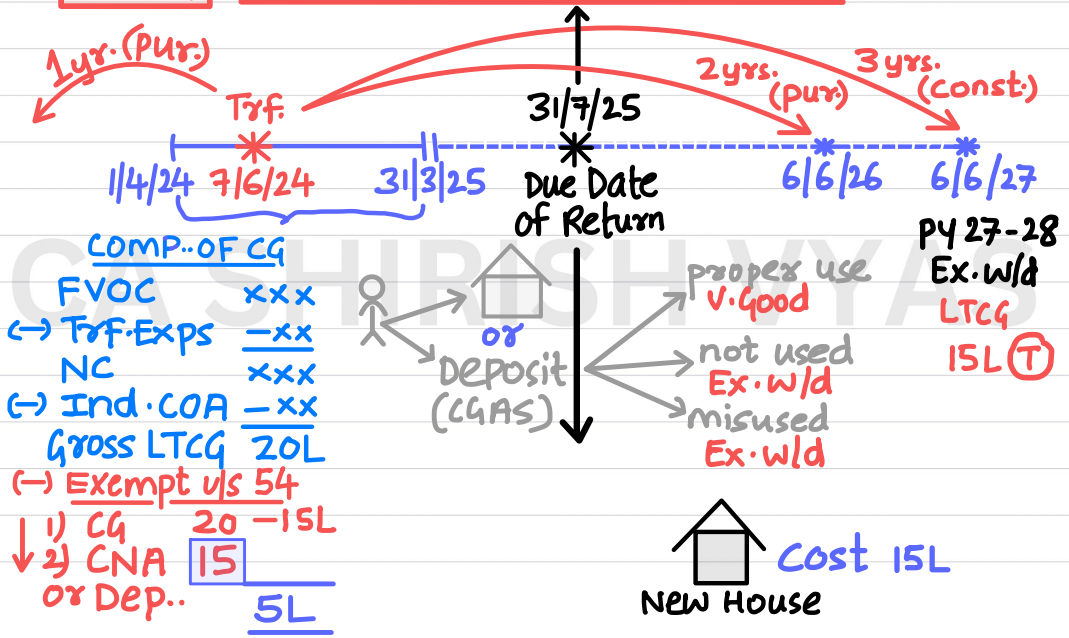 1yr. (pur.)
2yrs. (pur)
3yrs. (const.)
Trf.
31/7/25
1/4/24 7/6/24 31/3/25
Due Date
of Return
6/6/26 6/6/27
CA SHIRISH VYAS
COMP.. OF CG
FVOC xxx
(-) Trf. Exps -xx
NC xxx
(-) Ind. COA -xx
Gross LTCG 20L
(-) Exempt u/s 54
1) CG 20 -15L
2) CNA 15
or Dep..
5L
or
Deposit
(CGAS)
proper use
V. Good
not used
Ex. w/d
misused
Ex. w/d
PY 27-28
Ex. w/d
LTCG
15L T
Cost 15L
New House